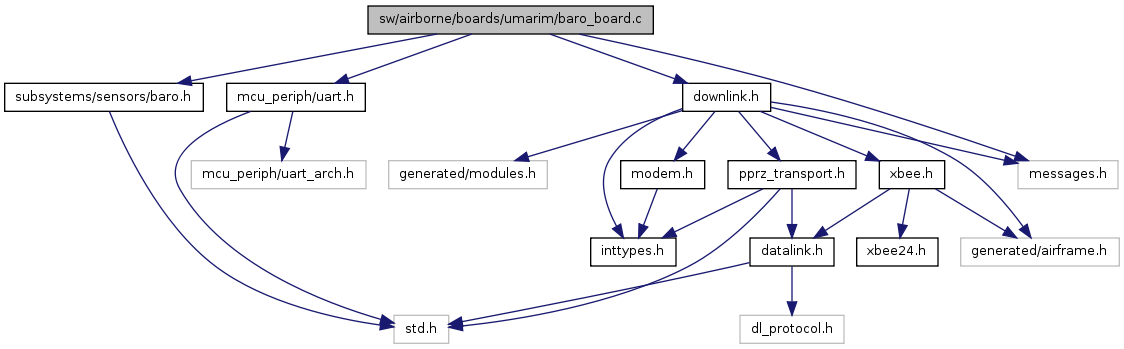 sw/airborne/boards/umarim/baro_board.c
subsystems/sensors/baro.h
mcu_periph/uart.h
downlink.h
mcu_periph/uart_arch.h
generated/modules.h
modem.h
pprz_transport.h
xbee.h
messages.h
inttypes.h
datalink.h
xbee24.h
generated/airframe.h
std.h
dl_protocol.h